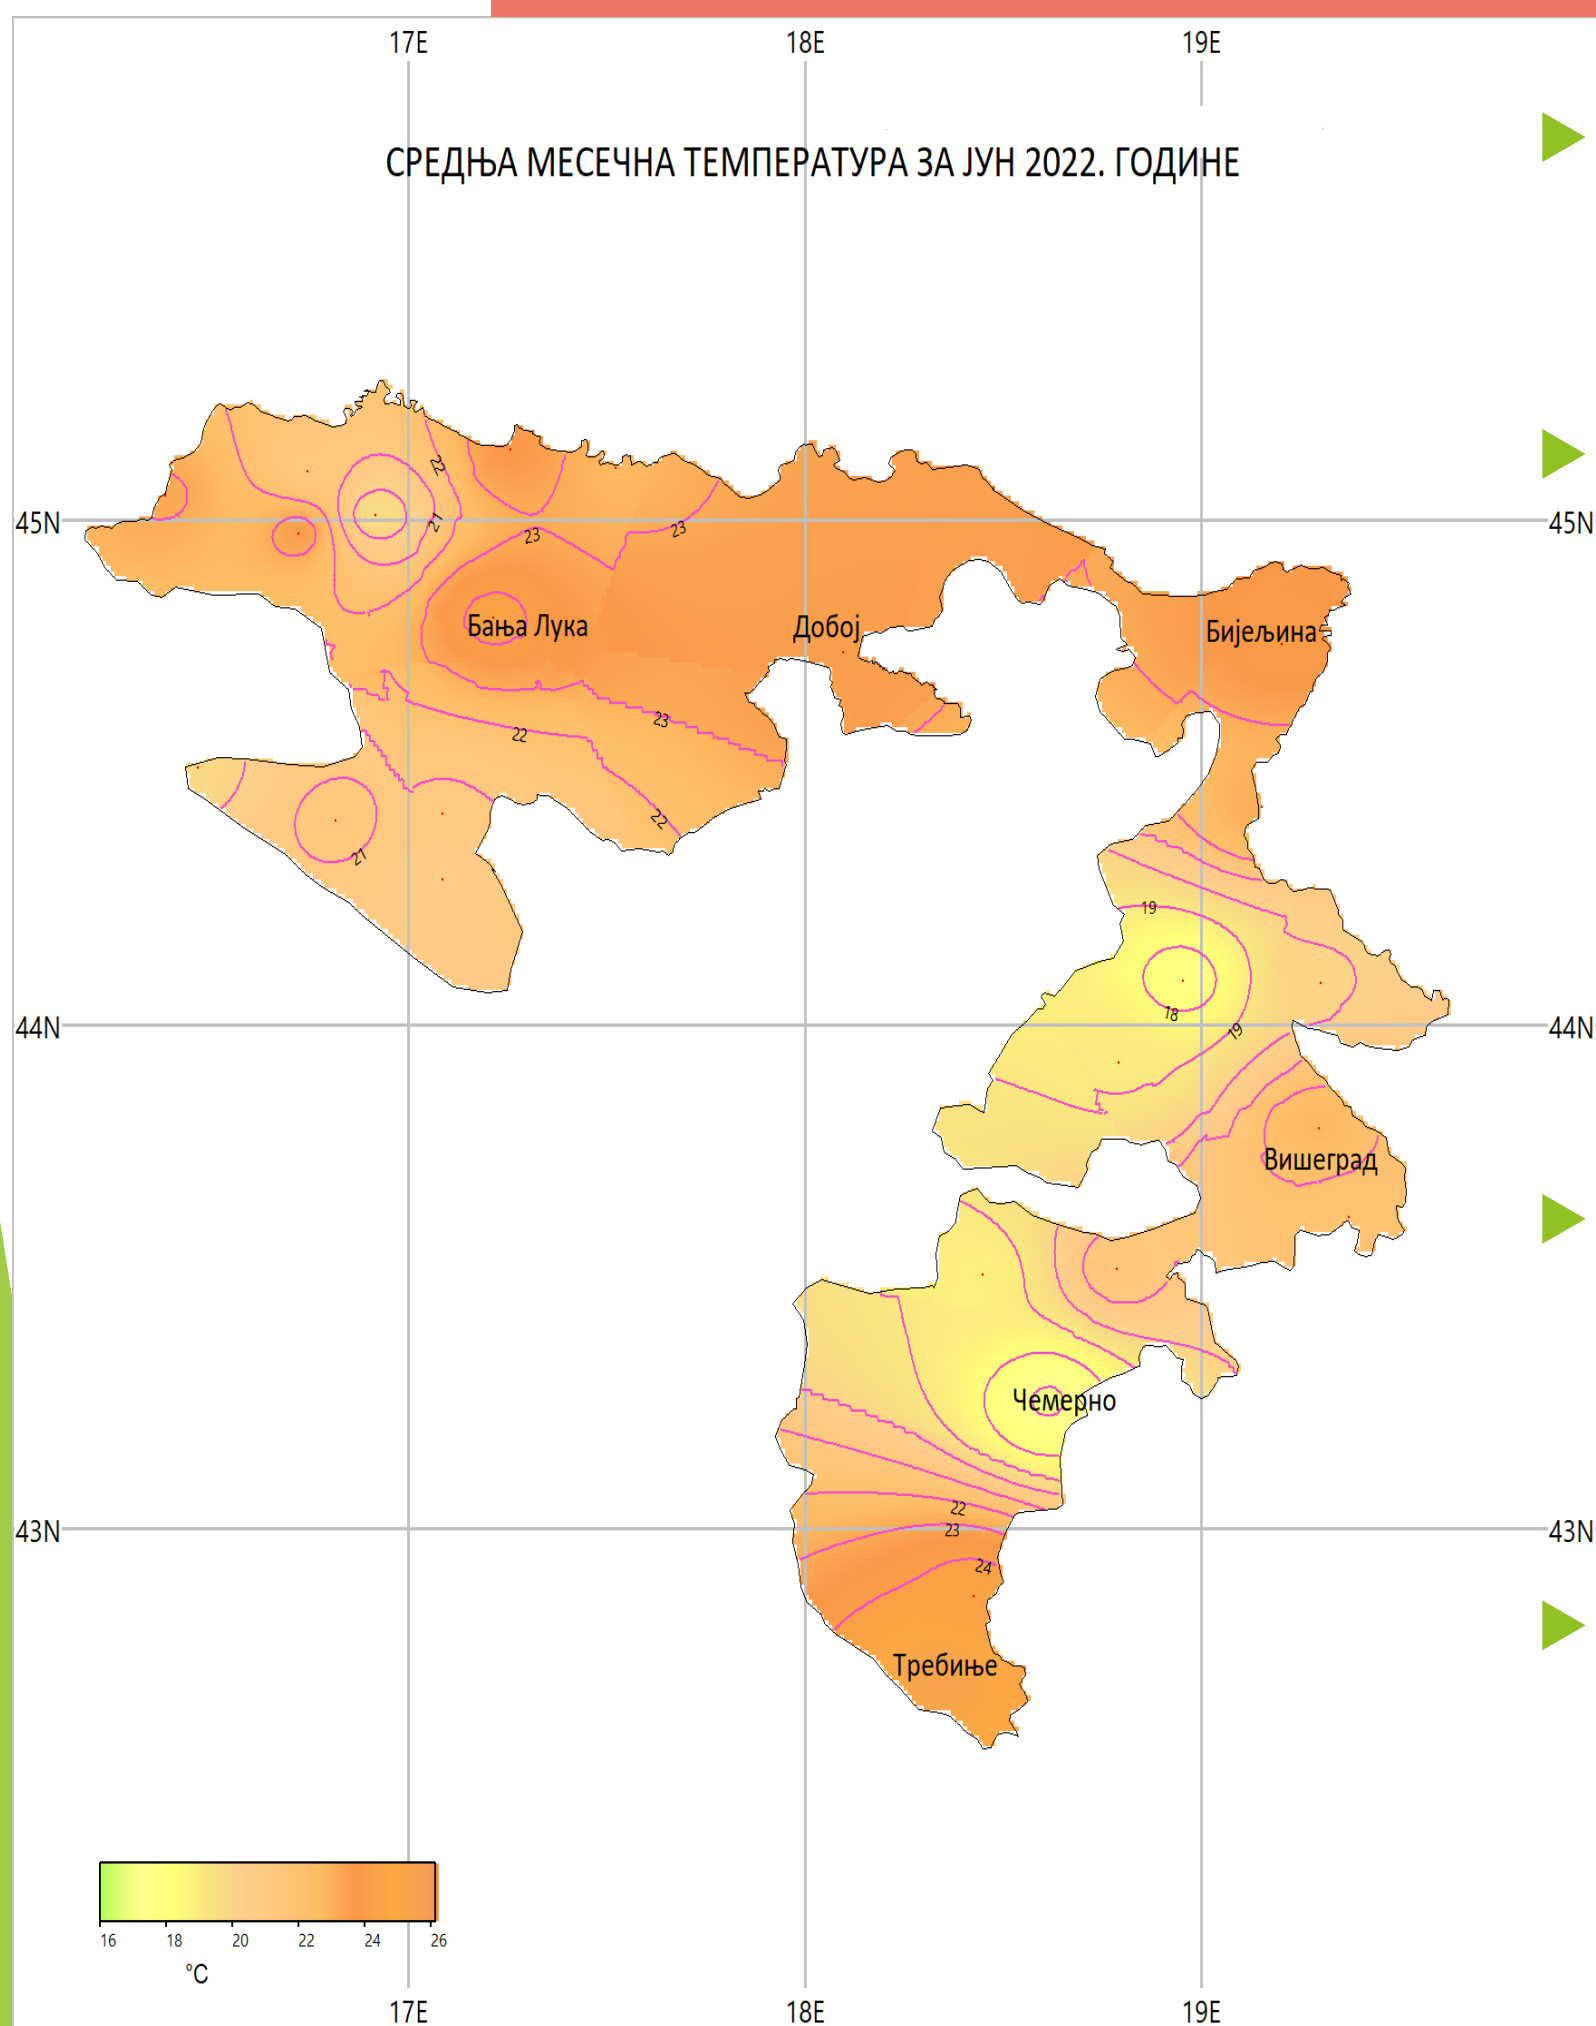 17E 18E 19E
СРЕДЊА МЕСЕЧНА ТЕМПЕРАТУРА ЗА ЈУН 2022. ГОДИНЕ
22
45N 21 23 23 45N
Бања Лука Добој Бијељина
23
22
22
21
19
18
44N 19 44N
Вишеград
Чемерно
22
43N 23 43N
24
Требиње
16 18 20 22 24 26
°C
17E 18E 19E